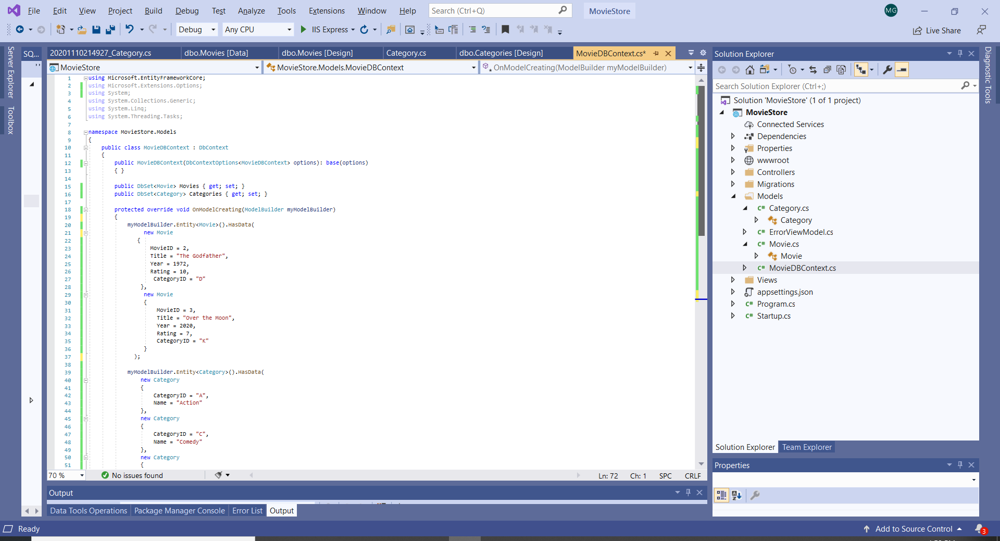 File Edit View Project Build Debug Test Analyze Tools Extensions Window Help Search (Ctrl+Q) MovieStore MG
Debug Any CPU IIS Express Live Share
Server Explorer
Toolbox
SQ...
20201110214927_Category.cs dbo.Movies [Data] dbo.Movies [Design] Category.cs dbo.Categories [Design] MovieDBContext.cs*
MovieStore MovieStore.Models.MovieDBContext OnModelCreating(ModelBuilder myModelBuilder)
1 using Microsoft.EntityFrameworkCore;
2 using Microsoft.Extensions.Options;
3 using System;
4 using System.Collections.Generic;
5 using System.Linq;
6 using System.Threading.Tasks;
7
8 namespace MovieStore.Models
9 {
10 public class MovieDBContext : DbContext
11 {
12 public MovieDBContext(DbContextOptions<MovieDBContext> options): base(options)
13 { }
14
15 public DbSet<Movie> Movies { get; set; }
16 public DbSet<Category> Categories { get; set; }
17
18 protected override void OnModelCreating(ModelBuilder myModelBuilder)
19 {
20 myModelBuilder.Entity<Movie>().HasData(
21 new Movie
22 {
23 MovieID = 2,
24 Title = "The Godfather",
25 Year = 1972,
26 Rating = 10,
27 CategoryID = "D"
28 },
29 new Movie
30 {
31 MovieID = 3,
32 Title = "Over the Moon",
33 Year = 2020,
34 Rating = 7,
35 CategoryID = "K"
36 }
37 );
38
39 myModelBuilder.Entity<Category>().HasData(
40 new Category
41 {
42 CategoryID = "A",
43 Name = "Action"
44 },
45 new Category
46 {
47 CategoryID = "C",
48 Name = "Comedy"
49 },
50 new Category
51 {
70 % No issues found Ln: 72 Ch: 1 SPC CRLF
Output
Data Tools Operations Package Manager Console Error List Output
Solution Explorer
Search Solution Explorer (Ctrl+;)
Solution 'MovieStore' (1 of 1 project)
MovieStore
Connected Services
Dependencies
Properties
wwwroot
Controllers
Migrations
Models
C# Category.cs
Category
C# ErrorViewModel.cs
C# Movie.cs
Movie
C# MovieDBContext.cs
Views
appsettings.json
C# Program.cs
C# Startup.cs
Solution Explorer Team Explorer
Properties
Diagnostic Tools
Ready Add to Source Control 3